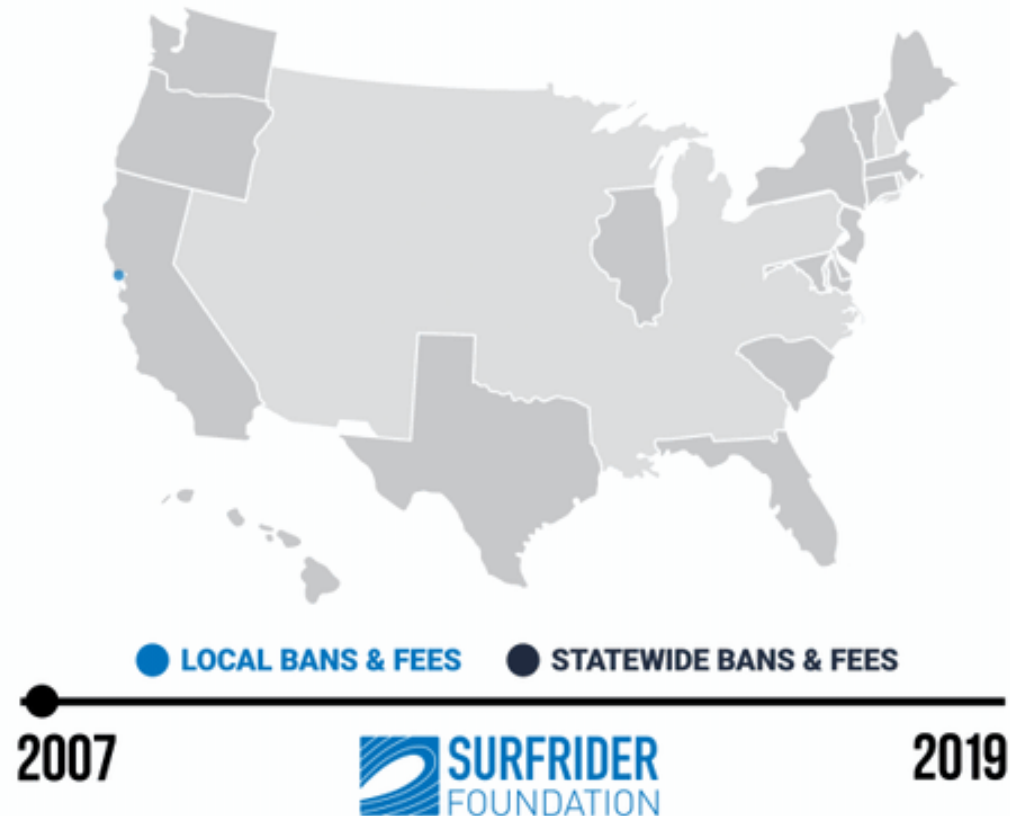 LOCAL BANS & FEES
STATEWIDE BANS & FEES
2007
2019
SURFRIDER
FOUNDATION